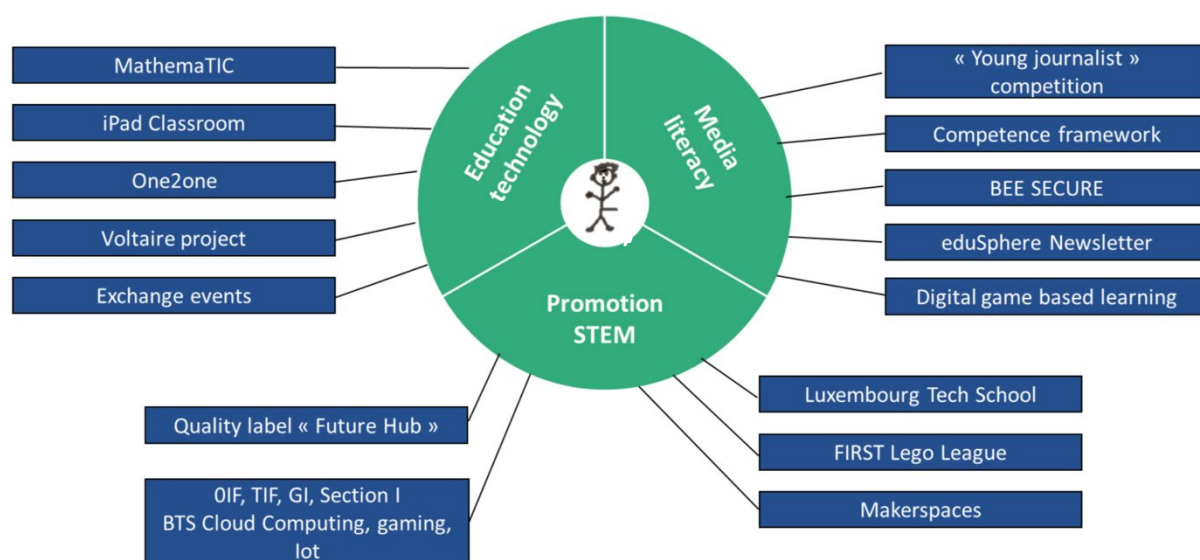 MathemaTIC
iPad Classroom
One2one
Voltaire project
Exchange events
Education
technology
Media
literacy
Promotion
STEM
« Young journalist »
competition
Competence framework
BEE SECURE
eduSphere Newsletter
Digital game based learning
Quality label « Future Hub »
0IF, TIF, GI, Section I
BTS Cloud Computing, gaming,
Iot
Luxembourg Tech School
FIRST Lego League
Makerspaces